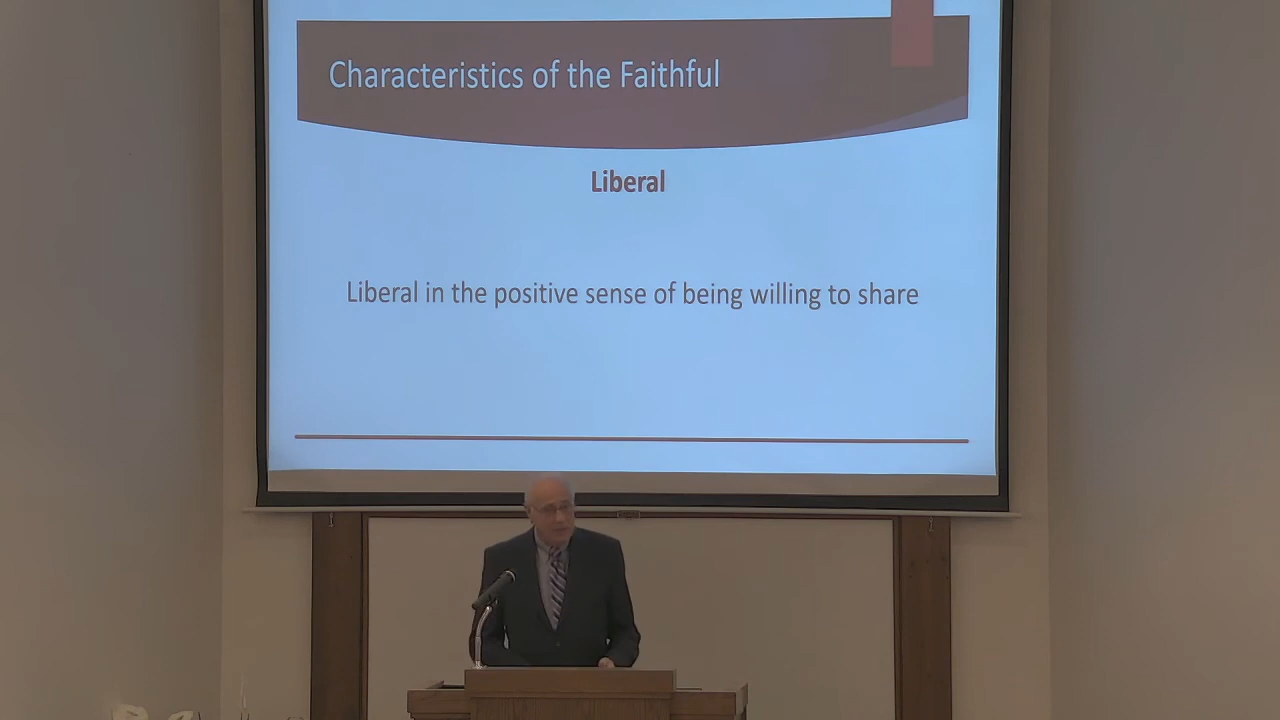 Characteristics of the Faithful
Liberal
Liberal in the positive sense of being willing to share